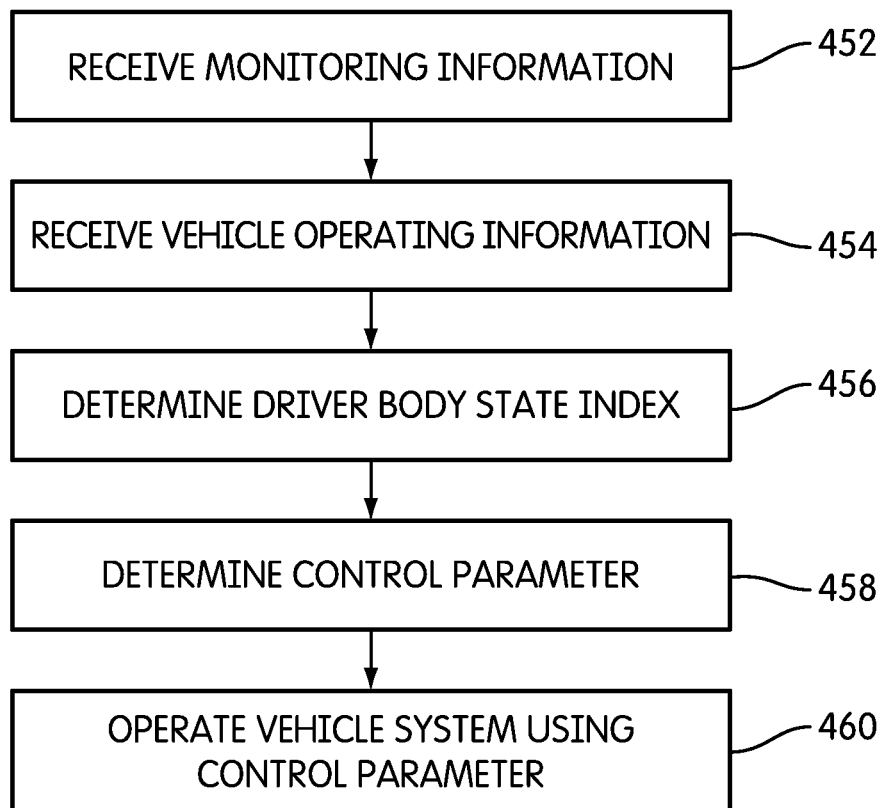 RECEIVE MONITORING INFORMATION
452
RECEIVE VEHICLE OPERATING INFORMATION
454
DETERMINE DRIVER BODY STATE INDEX
456
DETERMINE CONTROL PARAMETER
458
OPERATE VEHICLE SYSTEM USING
CONTROL PARAMETER
460